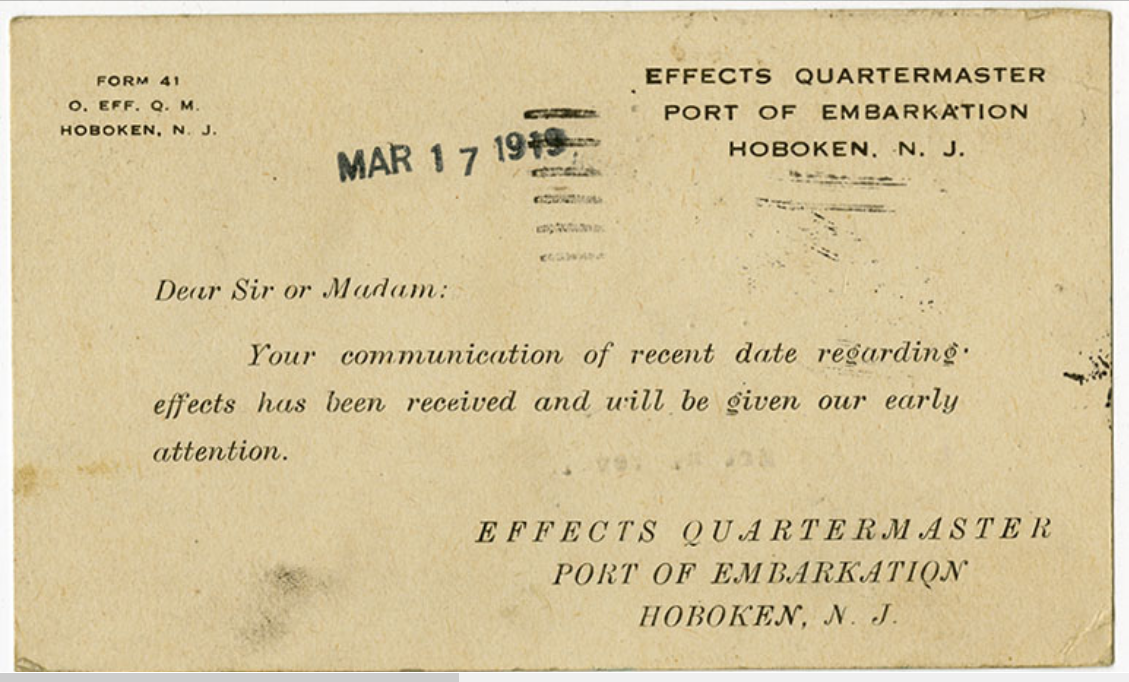 FORM 41
O. EFF. Q. M.
HOBOKEN, N. J.
EFFECTS QUARTERMASTER
PORT OF EMBARKATION
HOBOKEN, N. J.
MAR 17 1919
Dear Sir or Madam:
Your communication of recent date regarding
effects has been received and will be given our early
attention.
EFFECTS QUARTERMASTER
PORT OF EMBARKATION
HOBOKEN, N. J.